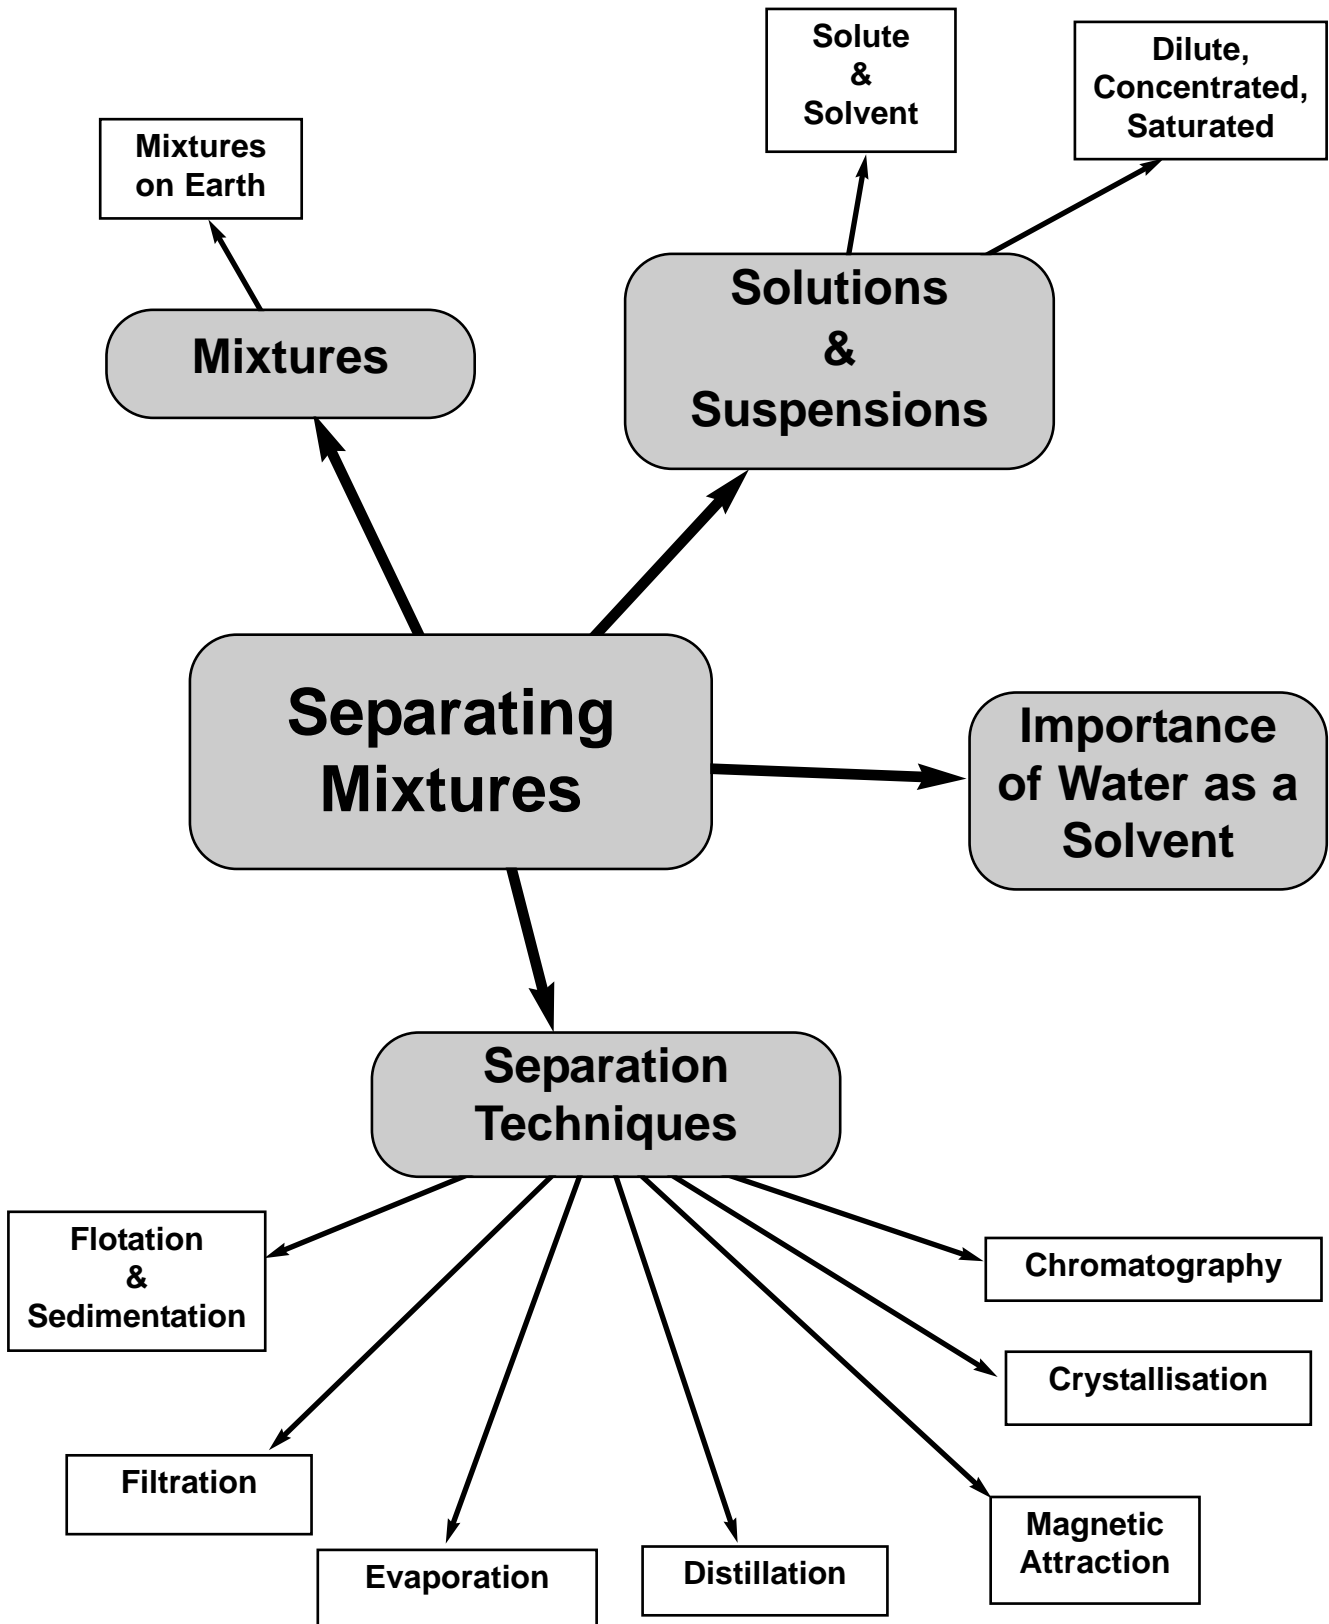 Solute
&
Solvent
Dilute,
Concentrated,
Saturated
Mixtures
on Earth
Solutions
&
Suspensions
Mixtures
Separating
Mixtures
Importance
of Water as a
Solvent
Separation
Techniques
Flotation
&
Sedimentation
Chromatography
Crystallisation
Filtration
Magnetic
Attraction
Evaporation
Distillation